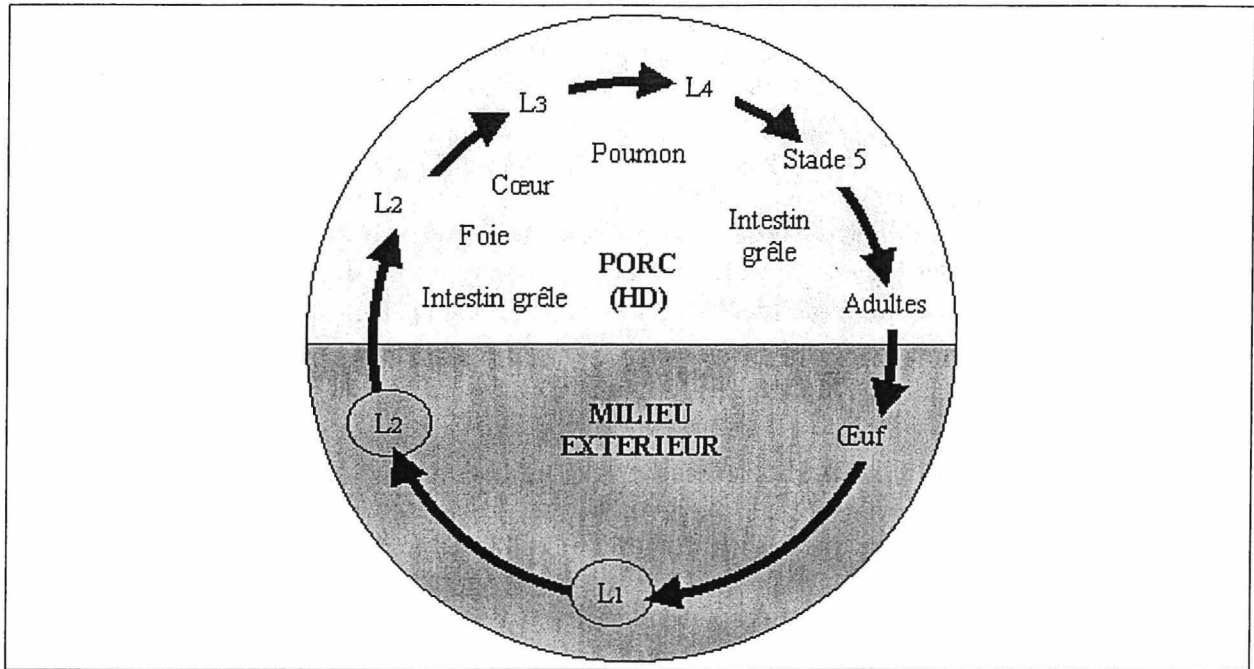 L3
L4
Poumon
Stade 5
Cœur
L2
Foie
Intestin
grêle
PORC
(HD)
Intestin grêle
Adultes
MILIEU
EXTERIEUR
L2
Œuf
L1